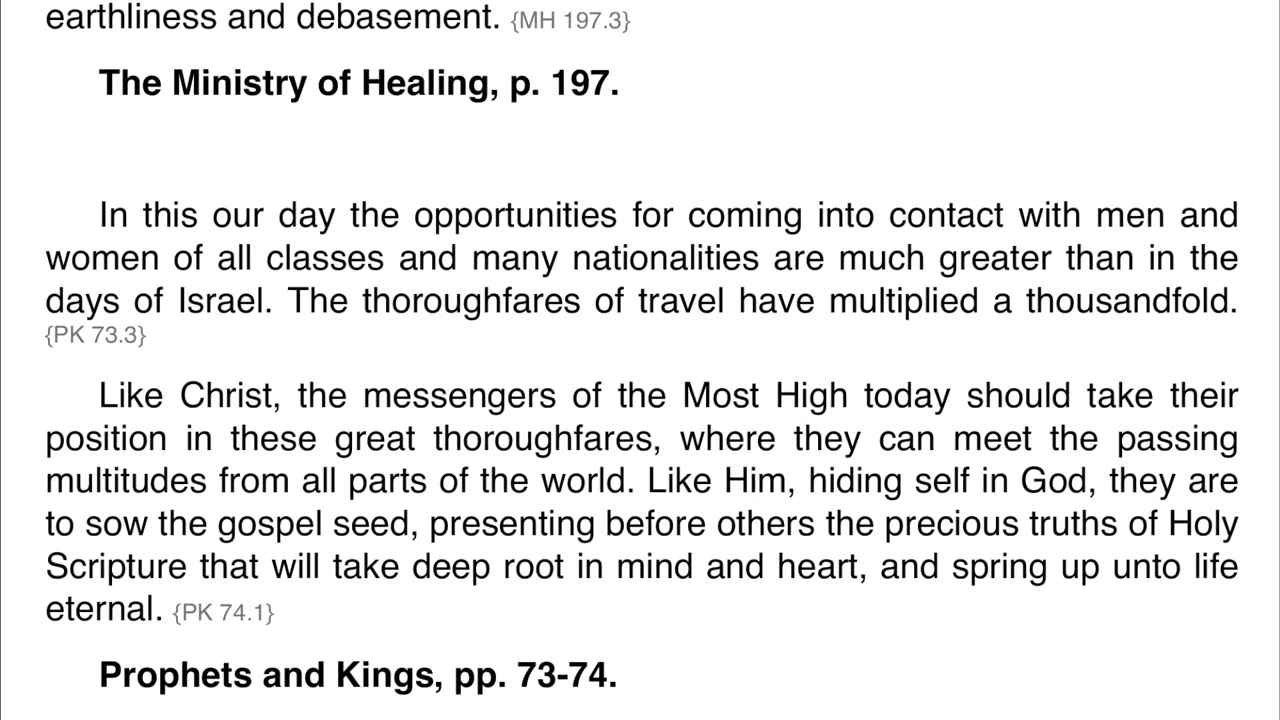 earthliness and debasement. {MH 197.3}
The Ministry of Healing, p. 197.
In this our day the opportunities for coming into contact with men and
women of all classes and many nationalities are much greater than in the
days of Israel. The thoroughfares of travel have multiplied a thousandfold.
{PK 73.3}
Like Christ, the messengers of the Most High today should take their
position in these great thoroughfares, where they can meet the passing
multitudes from all parts of the world. Like Him, hiding self in God, they are
to sow the gospel seed, presenting before others the precious truths of Holy
Scripture that will take deep root in mind and heart, and spring up unto life
eternal. {PK 74.1}
Prophets and Kings, pp. 73-74.